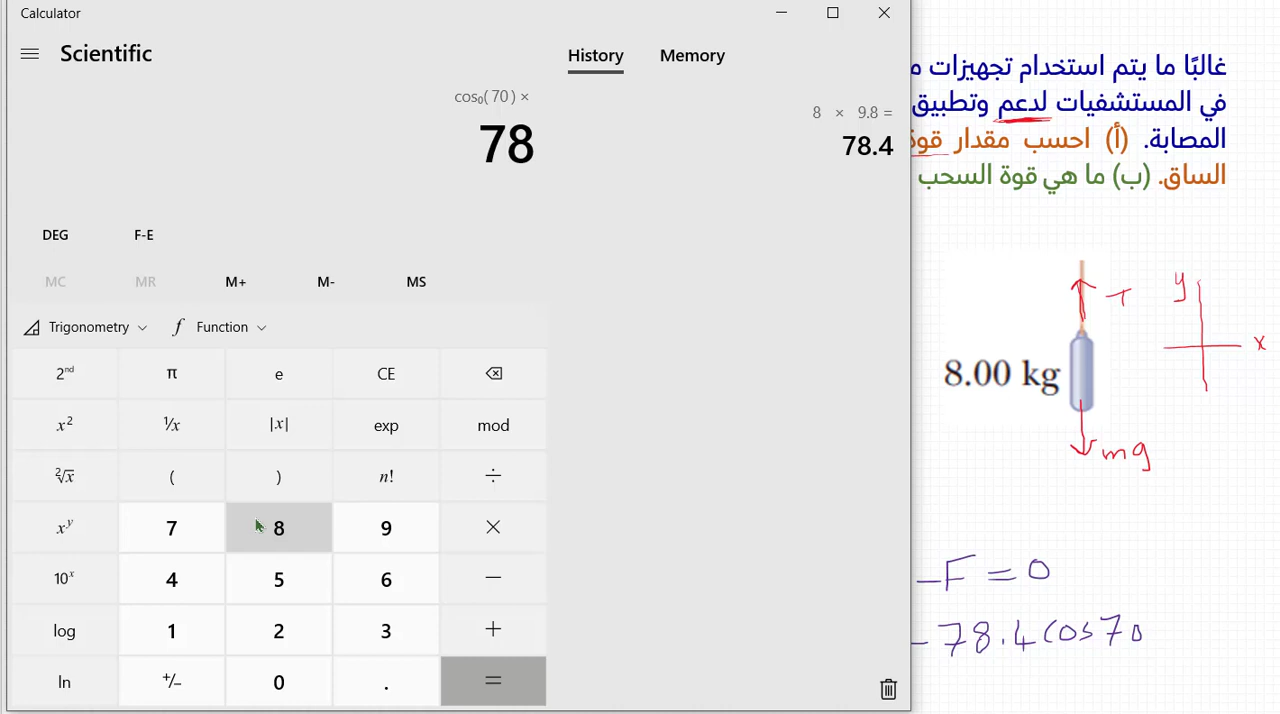 Calculator
Scientific
History
Memory
cos₀( 70 ) ×
78
8 × 9.8 =
78.4
DEG
F-E
MC
MR
M+
M-
MS
Trigonometry
f Function
2ⁿᵈ
π
e
CE
x²
¹/x
|x|
exp
mod
²√x
(
)
n!
÷
xʸ
7
8
9
×
10ˣ
4
5
6
−
log
1
2
3
+
ln
+/−
0
.
=
غالبًا ما يتم استخدام تجهيزات
في المستشفيات لدعم وتطبيق
المصابة. (أ) احسب مقدار قوة
الساق. (ب) ما هي قوة السحب
T
y
x
8.00 kg
mg
-F = 0
- 78.4 cos 70